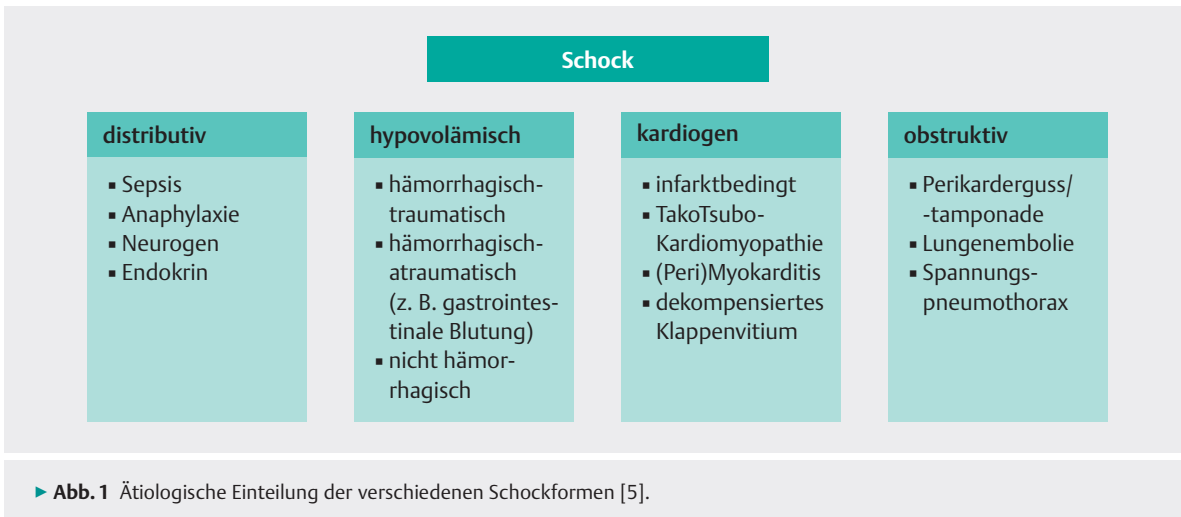 Schock
distributiv
▪ Sepsis
▪ Anaphylaxie
▪ Neurogen
▪ Endokrin
hypovolämisch
▪ hämorrhagisch-
traumatisch
▪ hämorrhagisch-
atraumatisch
(z. B. gastrointes-
tinale Blutung)
▪ nicht hämor-
rhagisch
kardiogen
▪ infarktbedingt
▪ TakoTsubo-
Kardiomyopathie
▪ (Peri)Myokarditis
▪ dekompensiertes
Klappenvitium
obstruktiv
▪ Perikarderguss/
-tamponade
▪ Lungenembolie
▪ Spannungs-
pneumothorax
▶ Abb. 1 Ätiologische Einteilung der verschiedenen Schockformen [5].